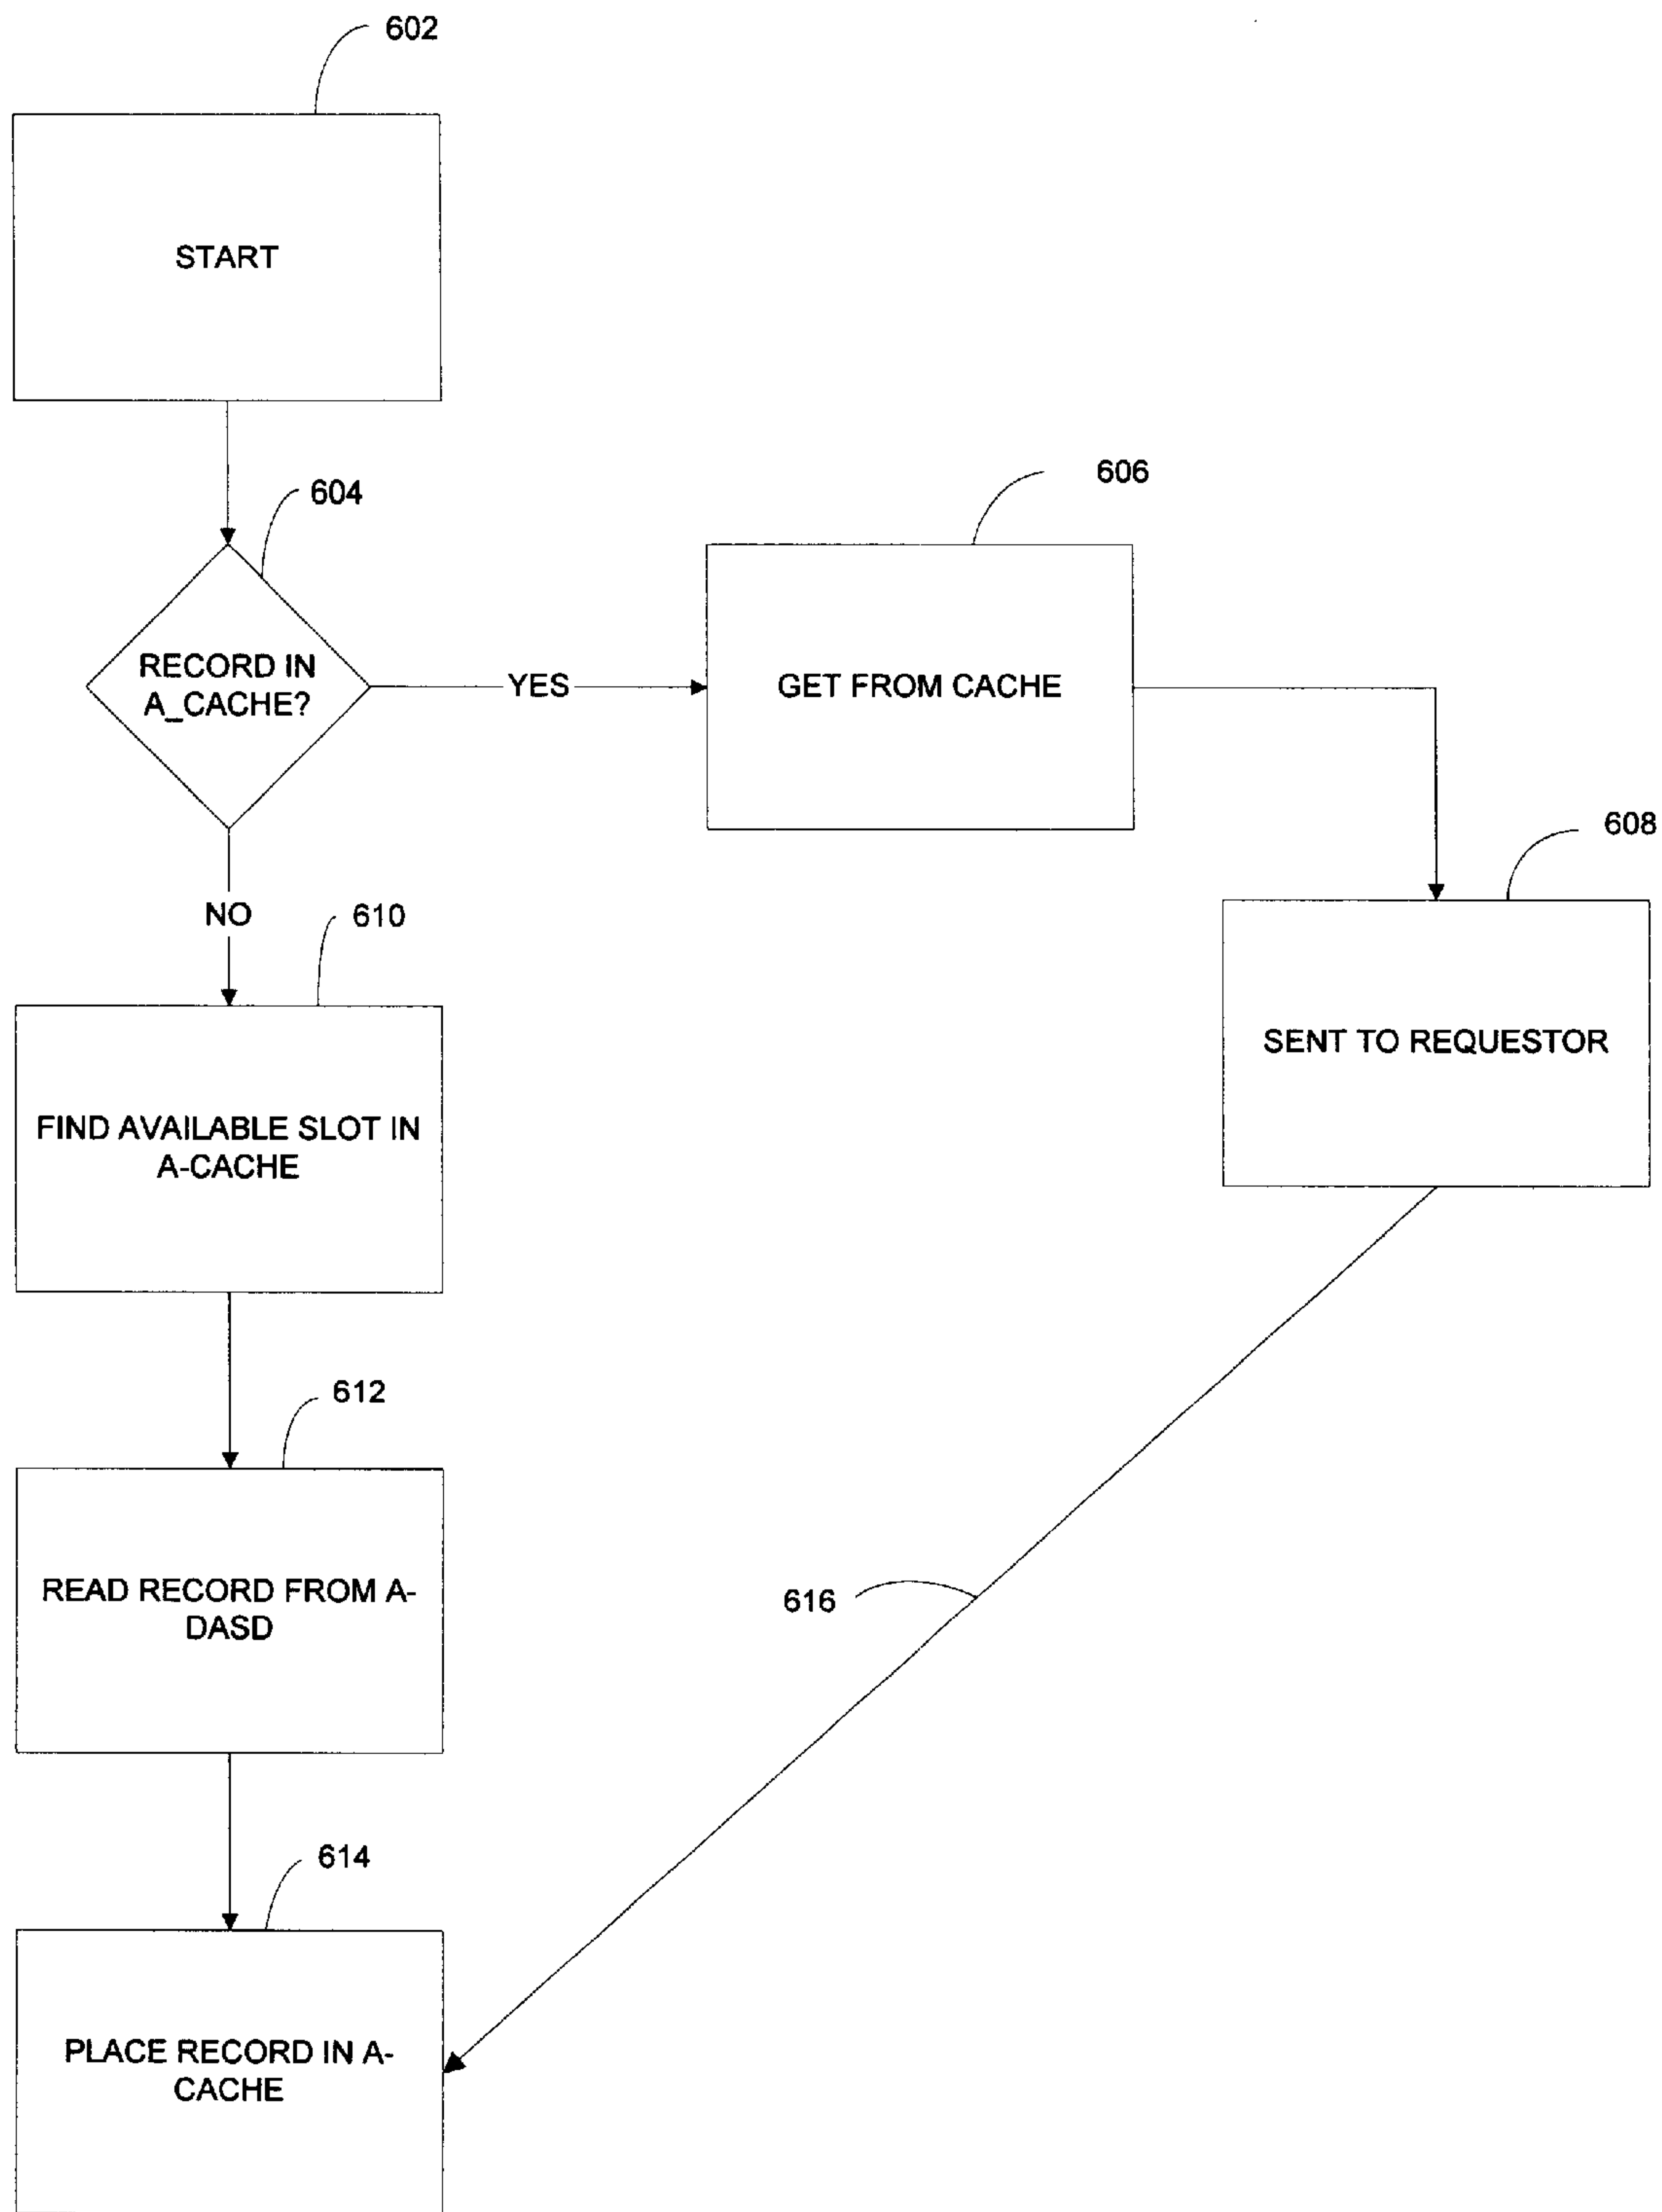 602
START
604
606
RECORD IN
A_CACHE?
YES
GET FROM CACHE
608
NO
610
SENT TO REQUESTOR
FIND AVAILABLE SLOT IN
A-CACHE
612
READ RECORD FROM A-
DASD
616
614
PLACE RECORD IN A-
CACHE